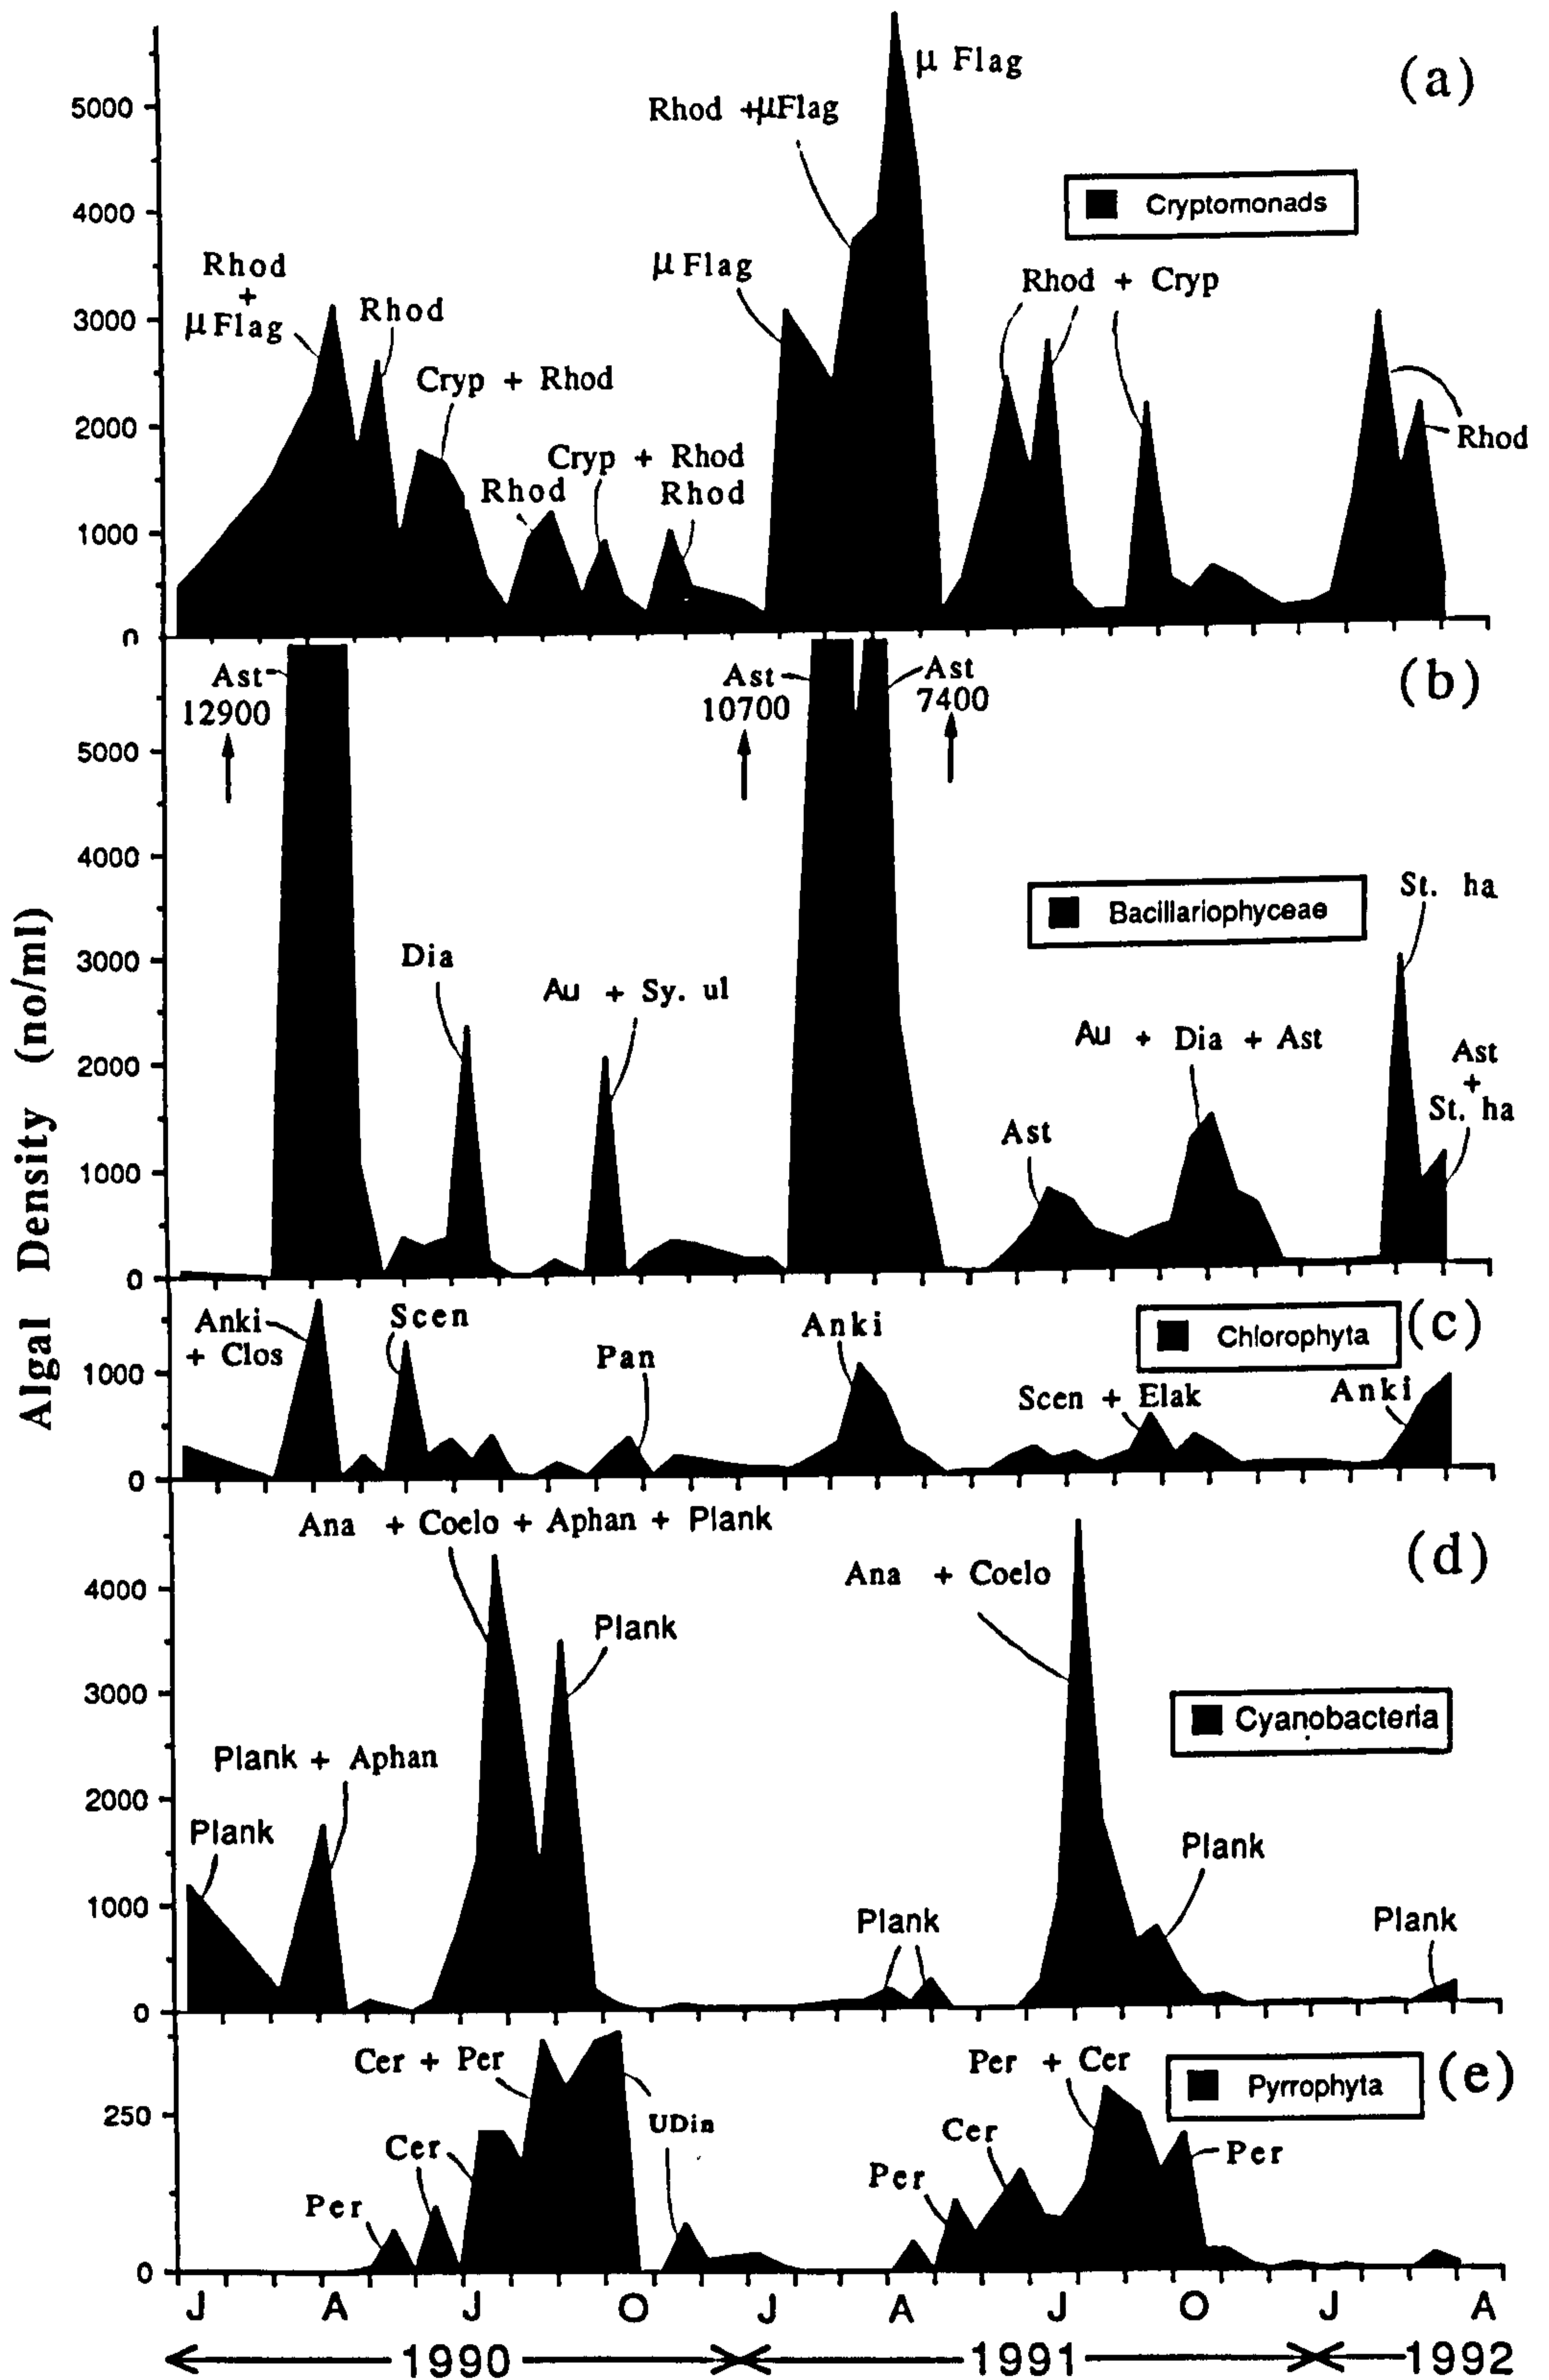 (a)
μ Flag
Rhod +μFlag
5000
4000
Cryptomonads
Rhod
+
μ Flag
μ Flag
Rhod + Cryp
3000
Rhod
Cryp + Rhod
2000
Rhod
Cryp + Rhod
Rhod
Rhod
1000
0
Ast
12900
Ast
10700
Ast
7400
(b)
5000
4000
St. ha
Bacillariophyceae
3000
Dia
Au + Sy. ul
Au + Dia + Ast
2000
Ast
+
St. ha
Ast
1000
0
Algal Density (no/ml)
Anki
+ Clos
Scen
Anki
Chlorophyta
(c)
Pan
1000
Scen + Elak
Anki
0
Ana + Coelo + Aphan + Plank
(d)
Ana + Coelo
4000
Plank
3000
Cyanobacteria
Plank + Aphan
2000
Plank
Plank
1000
Plank
Plank
0
Cer + Per
Per + Cer
Pyrrophyta
(e)
250
UDin
Cer
Cer
Per
Per
Per
0
J A J O J A J O J A
1990 1991 1992